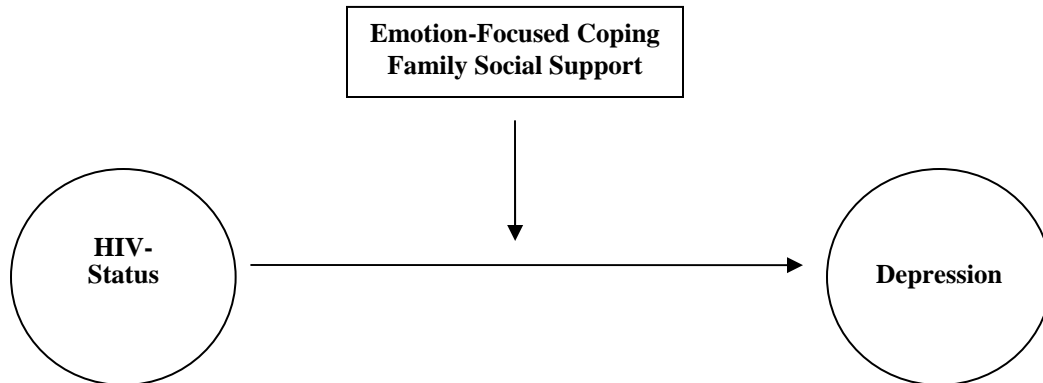 Emotion-Focused Coping
Family Social Support
HIV-
Status
Depression